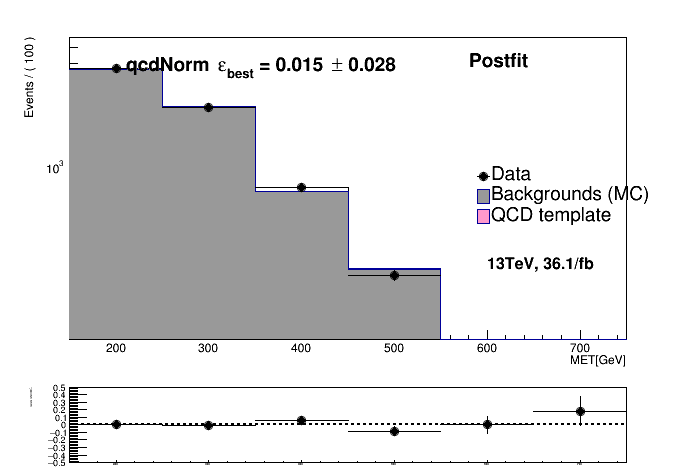 qcdNorm ε_best = 0.015 ± 0.028
Postfit
Events / ( 100 )
10^3
Data
Backgrounds (MC)
QCD template
13TeV, 36.1/fb
200 300 400 500 600 700
MET[GeV]
0.5
0.4
0.3
0.2
0.1
0
−0.1
−0.2
−0.3
−0.4
−0.5